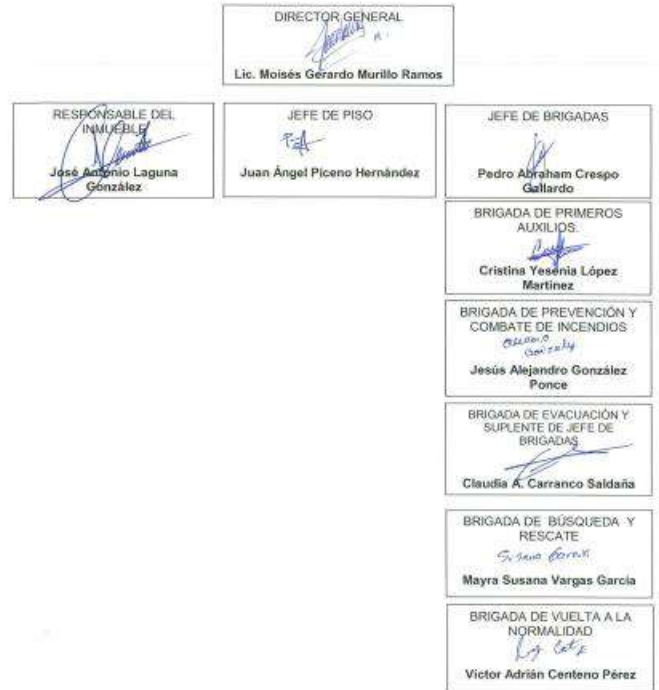 DIRECTOR GENERAL
Lic. Moisés Gerardo Murillo Ramos
RESPONSABLE DEL
INMUEBLE
José Antonio Laguna
González
JEFE DE PISO
Juan Ángel Piceno Hernández
JEFE DE BRIGADAS
Pedro Abraham Crespo
Gallardo
BRIGADA DE PRIMEROS
AUXILIOS.
Cristina Yesenia López
Martínez
BRIGADA DE PREVENCIÓN Y
COMBATE DE INCENDIOS
Jesús Alejandro González
Ponce
BRIGADA DE EVACUACIÓN Y
SUPLENTE DE JEFE DE
BRIGADAS
Claudia A. Carranco Saldaña
BRIGADA DE BÚSQUEDA Y
RESCATE
Mayra Susana Vargas García
BRIGADA DE VUELTA A LA
NORMALIDAD
Víctor Adrián Centeno Pérez